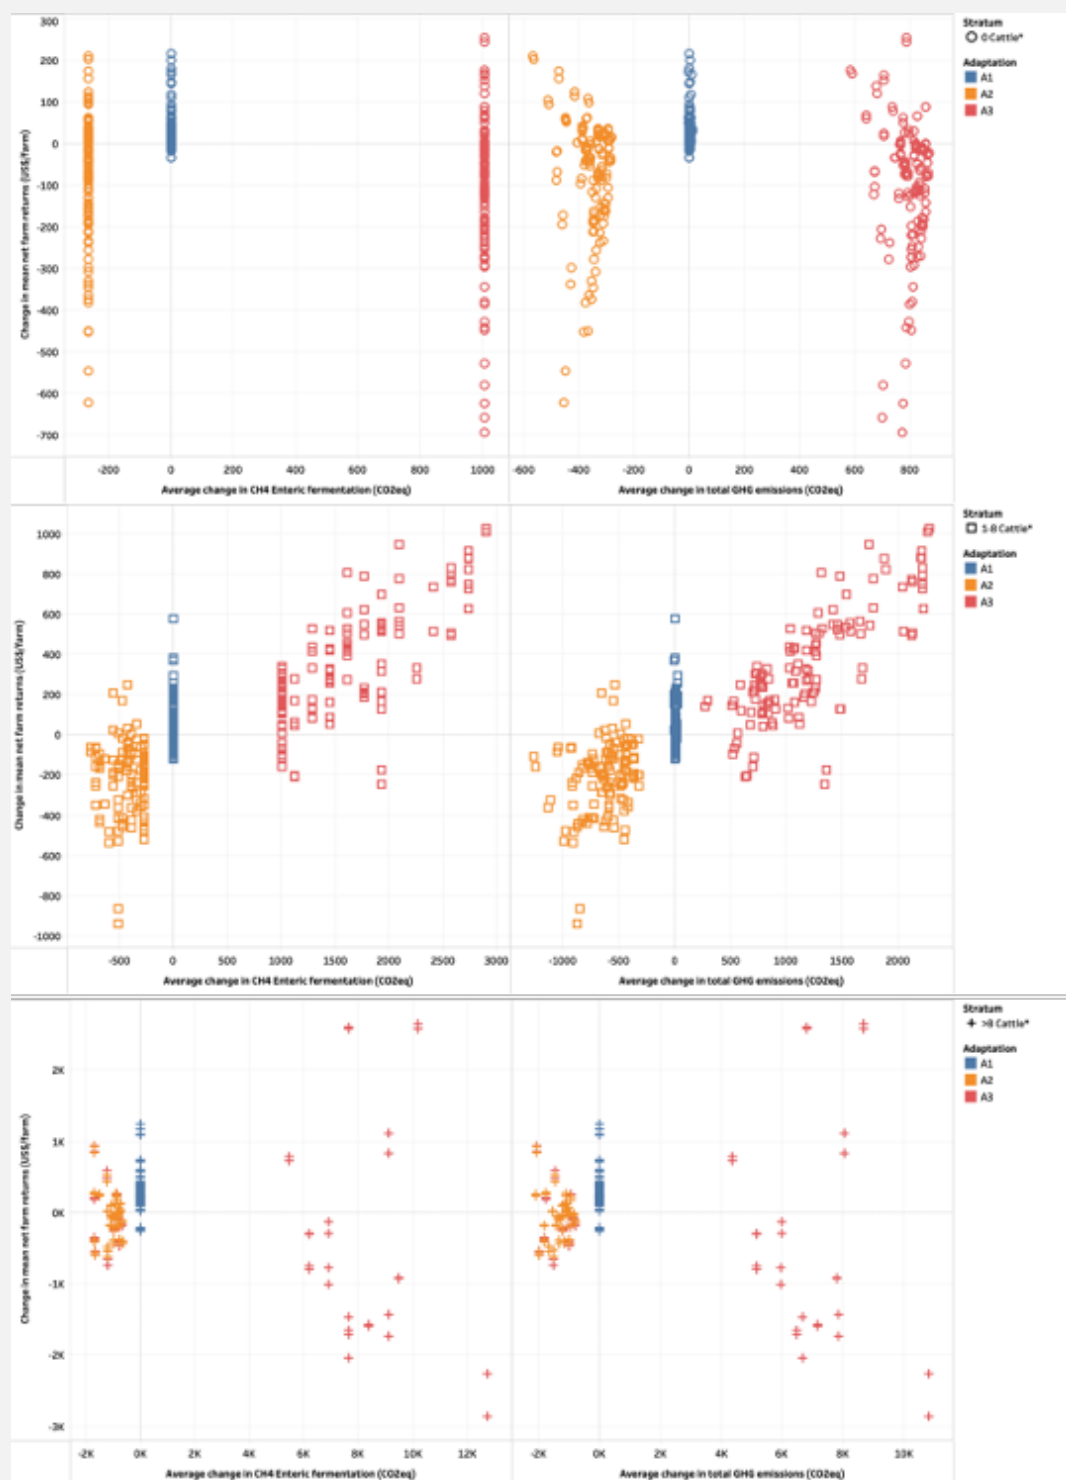 Stratum
0 Cattle*
Adaptation
A1
A2
A3
Change in mean net farm returns (US$/farm)
300
200
100
0
-100
-200
-300
-400
-500
-600
-700
-200 0 200 400 600 800 1000 -600 -400 -200 0 200 400 600 800
Average change in CH4 Enteric fermentation (CO2eq) Average change in total GHG emissions (CO2eq)
Stratum
1-8 Cattle*
Adaptation
A1
A2
A3
Change in mean net farm returns (US$/farm)
1000
800
600
400
200
0
-200
-400
-600
-800
-1000
-500 0 500 1000 1500 2000 2500 3000 -1000 -500 0 500 1000 1500 2000
Average change in CH4 Enteric fermentation (CO2eq) Average change in total GHG emissions (CO2eq)
Stratum
>8 Cattle*
Adaptation
A1
A2
A3
Change in mean net farm returns (US$/farm)
2K
1K
0K
-1K
-2K
-3K
-2K 0K 2K 4K 6K 8K 10K 12K -2K 0K 2K 4K 6K 8K 10K
Average change in CH4 Enteric fermentation (CO2eq) Average change in total GHG emissions (CO2eq)